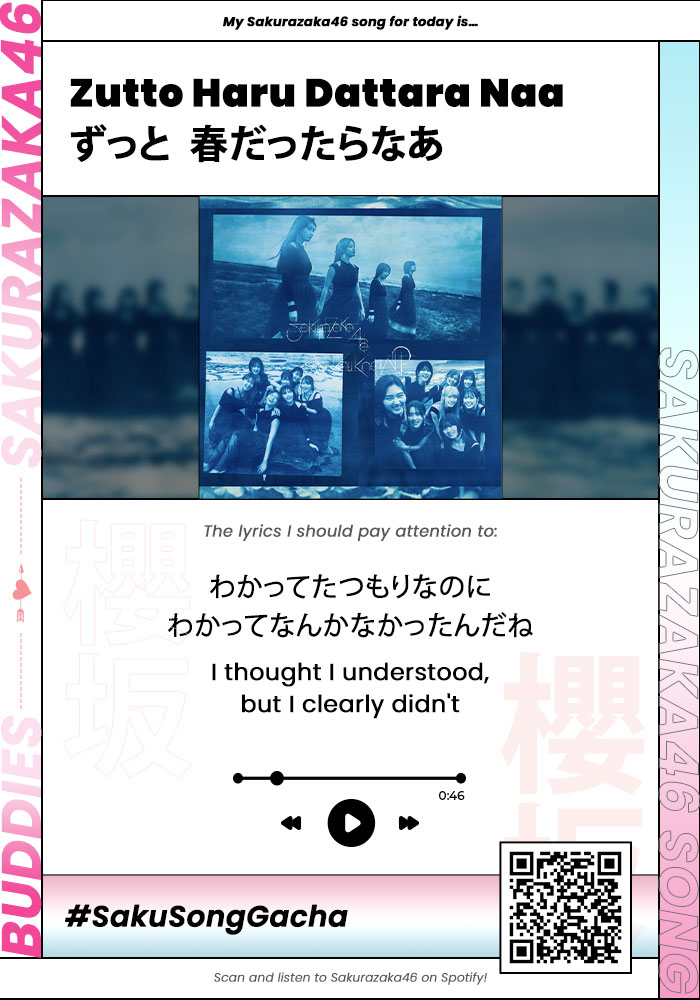 My Sakurazaka46 song for today is...
Zutto Haru Dattara Naa
ずっと 春だったらなあ
The lyrics I should pay attention to:
わかってたつもりなのに
わかってなんかなかったんだね
I thought I understood,
but I clearly didn't
0:46
#SakuSongGacha
Scan and listen to Sakurazaka46 on Spotify!
SAKURAZAKA46
BUDDIES
SAKURAZAKA46 SONG
櫻坂
櫻坂